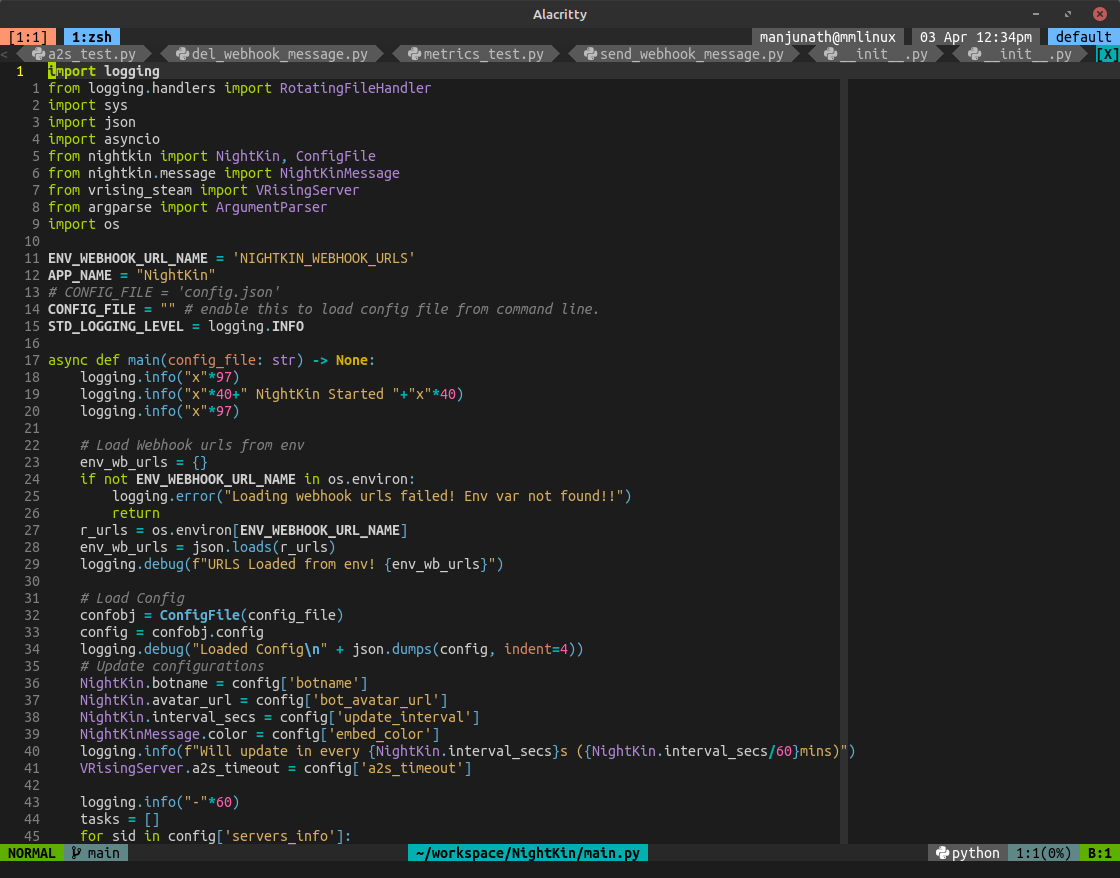 Alacritty
[1:1] 1:zsh manjunath@mmlinux 03 Apr 12:34pm default
< a2s_test.py del_webhook_message.py metrics_test.py send_webhook_message.py __init__.py __init__.py [X]
1 import logging
1 from logging.handlers import RotatingFileHandler
2 import sys
3 import json
4 import asyncio
5 from nightkin import NightKin, ConfigFile
6 from nightkin.message import NightKinMessage
7 from vrising_steam import VRisingServer
8 from argparse import ArgumentParser
9 import os
10
11 ENV_WEBHOOK_URL_NAME = 'NIGHTKIN_WEBHOOK_URLS'
12 APP_NAME = "NightKin"
13 # CONFIG_FILE = 'config.json'
14 CONFIG_FILE = "" # enable this to load config file from command line.
15 STD_LOGGING_LEVEL = logging.INFO
16
17 async def main(config_file: str) -> None:
18     logging.info("x"*97)
19     logging.info("x"*40+" NightKin Started "+"x"*40)
20     logging.info("x"*97)
21
22     # Load Webhook urls from env
23     env_wb_urls = {}
24     if not ENV_WEBHOOK_URL_NAME in os.environ:
25         logging.error("Loading webhook urls failed! Env var not found!!")
26         return
27     r_urls = os.environ[ENV_WEBHOOK_URL_NAME]
28     env_wb_urls = json.loads(r_urls)
29     logging.debug(f"URLS Loaded from env! {env_wb_urls}")
30
31     # Load Config
32     confobj = ConfigFile(config_file)
33     config = confobj.config
34     logging.debug("Loaded Config\n" + json.dumps(config, indent=4))
35     # Update configurations
36     NightKin.botname = config['botname']
37     NightKin.avatar_url = config['bot_avatar_url']
38     NightKin.interval_secs = config['update_interval']
39     NightKinMessage.color = config['embed_color']
40     logging.info(f"Will update in every {NightKin.interval_secs}s ({NightKin.interval_secs/60}mins)")
41     VRisingServer.a2s_timeout = config['a2s_timeout']
42
43     logging.info("-"*60)
44     tasks = []
45     for sid in config['servers_info']:
NORMAL main ~/workspace/NightKin/main.py python 1:1(0%) B:1